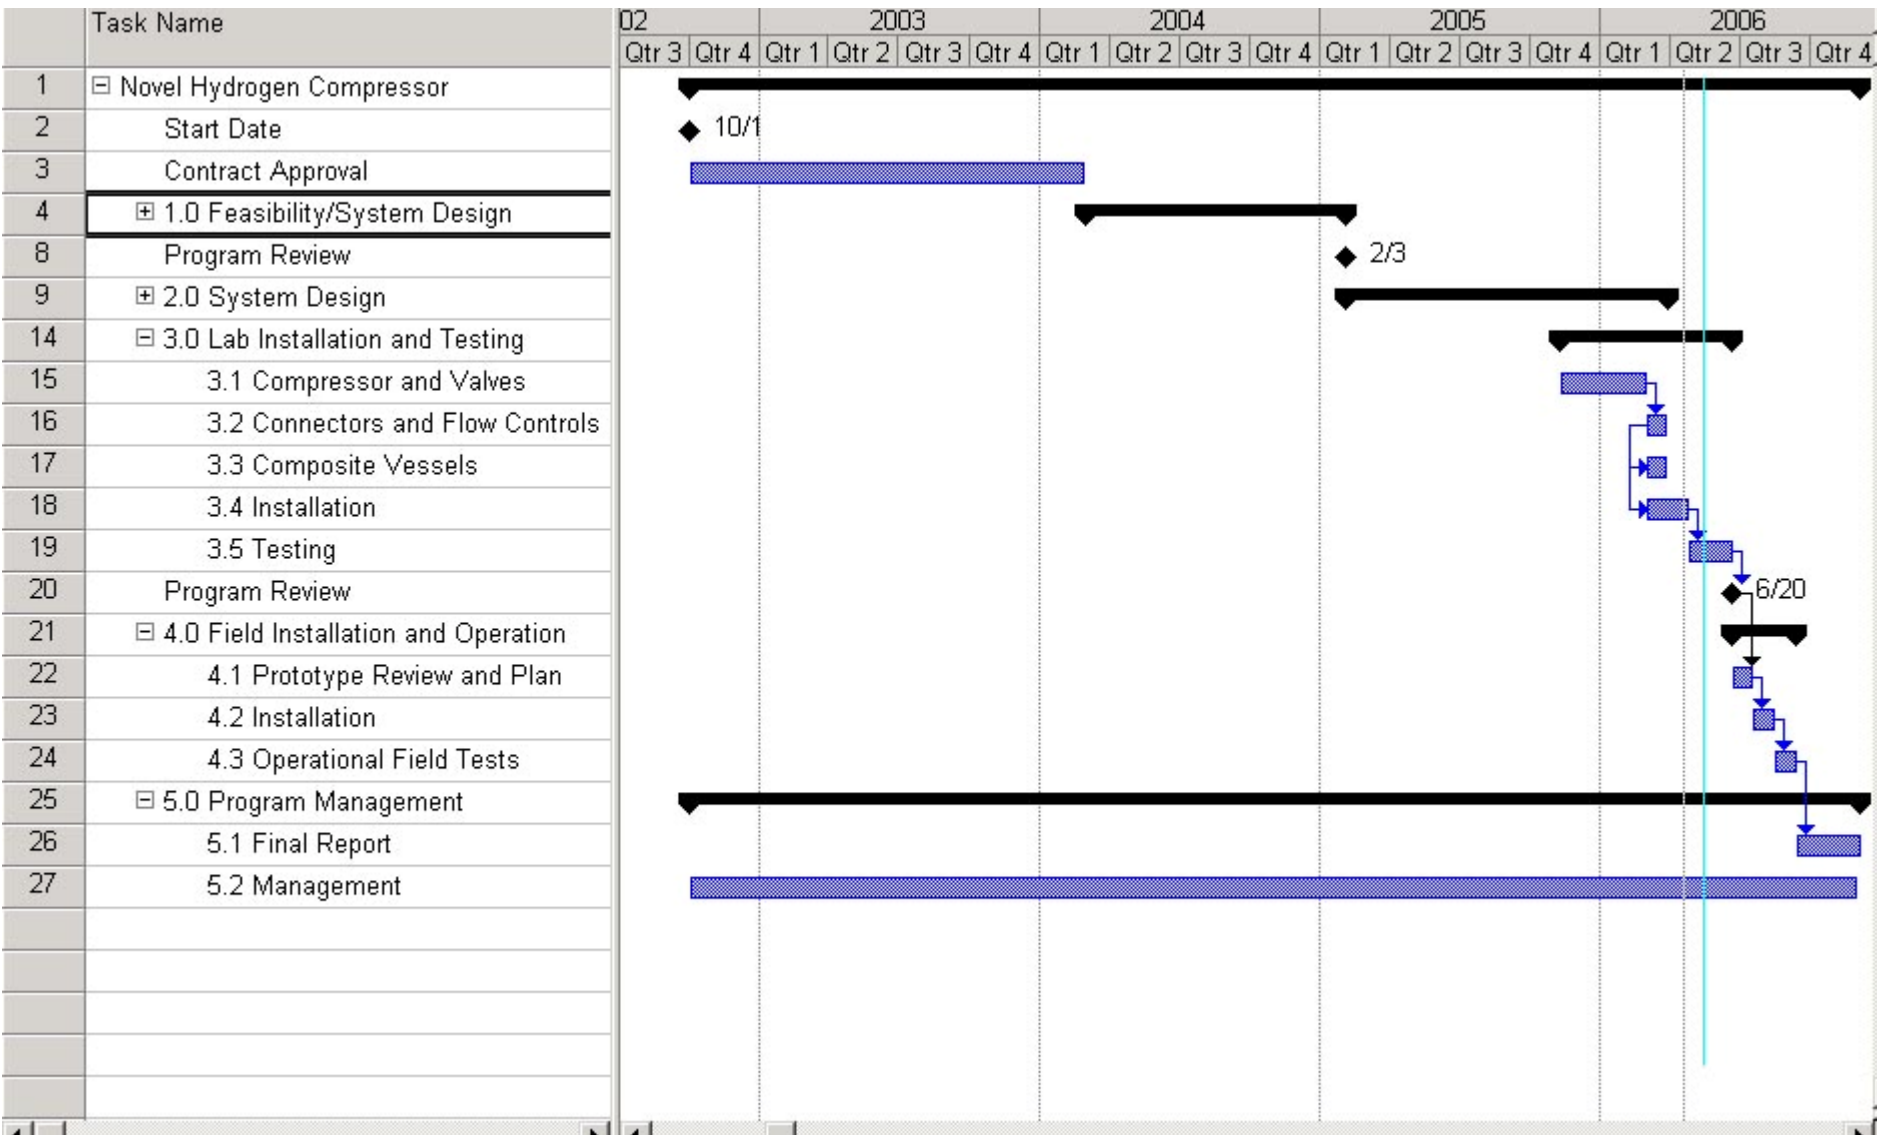 Task Name
02 2003 2004 2005 2006
Qtr 3 Qtr 4 Qtr 1 Qtr 2 Qtr 3 Qtr 4 Qtr 1 Qtr 2 Qtr 3 Qtr 4 Qtr 1 Qtr 2 Qtr 3 Qtr 4 Qtr 1 Qtr 2 Qtr 3 Qtr 4
1 Novel Hydrogen Compressor
2 Start Date 10/1
3 Contract Approval
4 1.0 Feasibility/System Design
8 Program Review 2/3
9 2.0 System Design
14 3.0 Lab Installation and Testing
15 3.1 Compressor and Valves
16 3.2 Connectors and Flow Controls
17 3.3 Composite Vessels
18 3.4 Installation
19 3.5 Testing
20 Program Review 6/20
21 4.0 Field Installation and Operation
22 4.1 Prototype Review and Plan
23 4.2 Installation
24 4.3 Operational Field Tests
25 5.0 Program Management
26 5.1 Final Report
27 5.2 Management